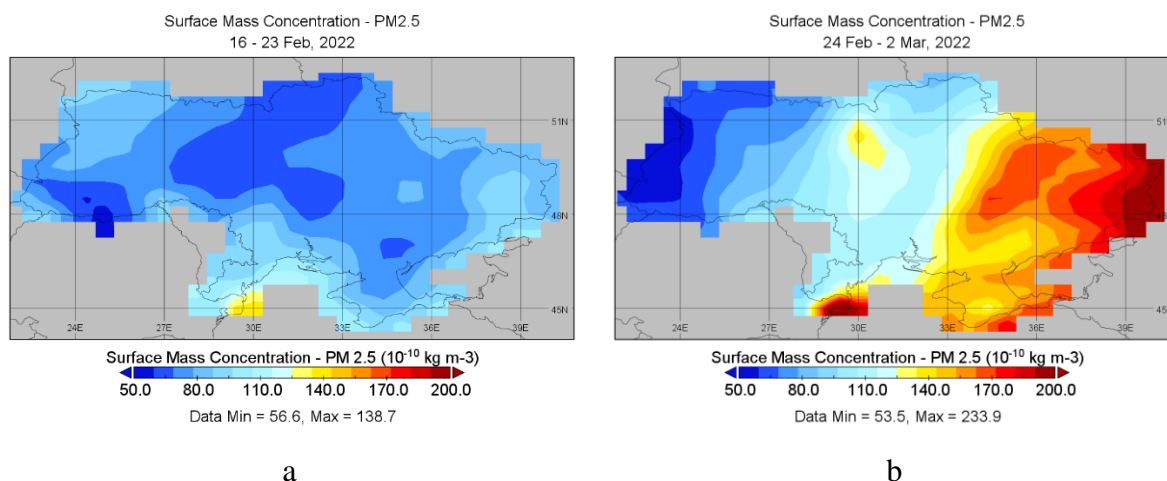 Surface Mass Concentration - PM2.5
16 - 23 Feb, 2022
51N
48N
45N
24E 27E 30E 33E 36E 39E
Surface Mass Concentration - PM 2.5 (10⁻¹⁰ kg m-3)
50.0 80.0 110.0 140.0 170.0 200.0
Data Min = 56.6, Max = 138.7
a
Surface Mass Concentration - PM2.5
24 Feb - 2 Mar, 2022
51N
48N
45N
24E 27E 30E 33E 36E 39E
Surface Mass Concentration - PM 2.5 (10⁻¹⁰ kg m-3)
50.0 80.0 110.0 140.0 170.0 200.0
Data Min = 53.5, Max = 233.9
b